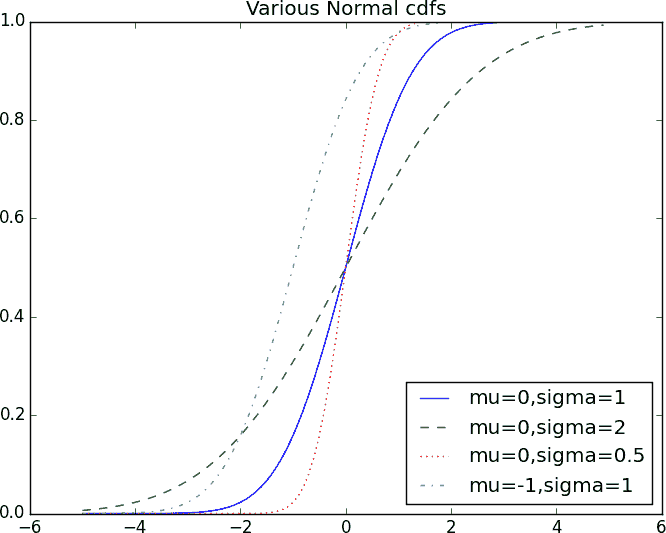 Various Normal cdfs
1.0
0.8
0.6
0.4
0.2
0.0
mu=0,sigma=1
mu=0,sigma=2
mu=0,sigma=0.5
mu=-1,sigma=1
−6 −4 −2 0 2 4 6